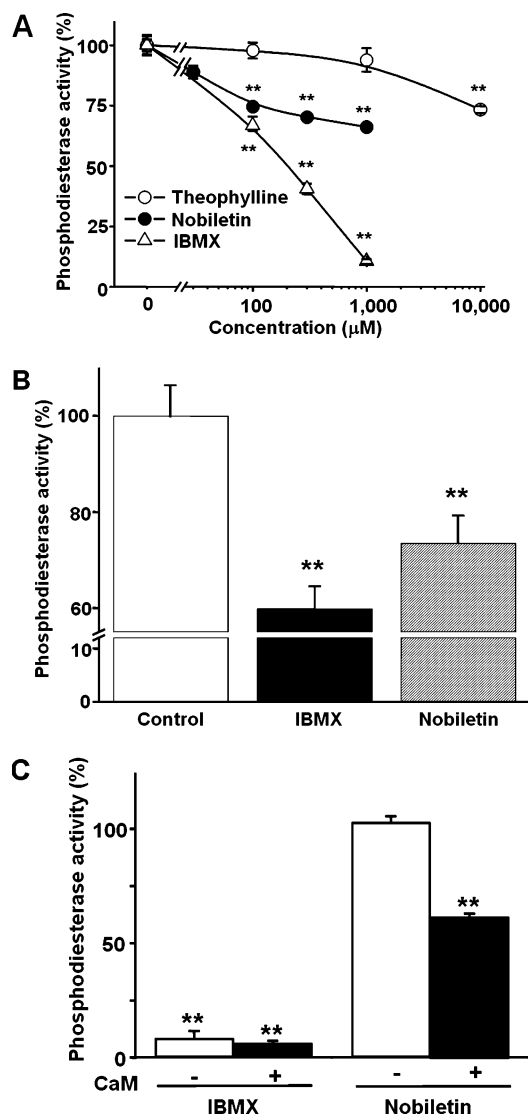 A
Phosphodiesterase activity (%)
100
75
50
25
0
**
**
**
**
**
**
**
Theophylline
Nobiletin
IBMX
0
100
1,000
10,000
Concentration (μM)
B
Phosphodiesterase activity (%)
100
80
60
10
0
**
**
Control
IBMX
Nobiletin
C
Phosphodiesterase activity (%)
100
50
0
**
**
**
CaM
-
+
-
+
IBMX
Nobiletin